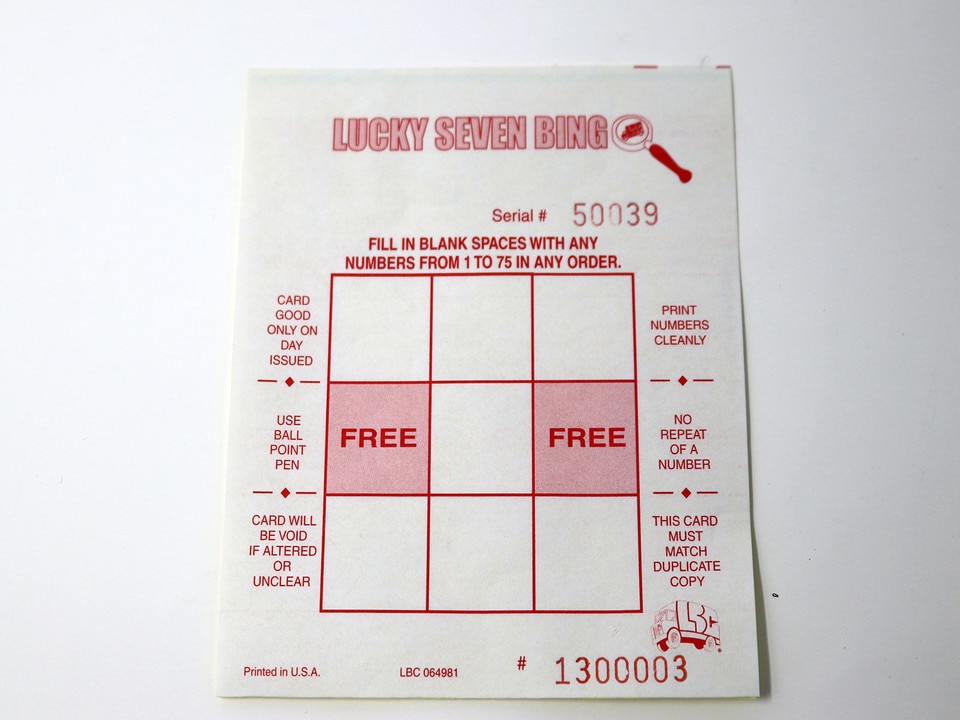 LUCKY SEVEN BINGO
Serial # 50039
FILL IN BLANK SPACES WITH ANY
NUMBERS FROM 1 TO 75 IN ANY ORDER.
CARD
GOOD
ONLY ON
DAY
ISSUED
PRINT
NUMBERS
CLEANLY
USE
BALL
POINT
PEN
FREE
FREE
NO
REPEAT
OF A
NUMBER
CARD WILL
BE VOID
IF ALTERED
OR
UNCLEAR
THIS CARD
MUST
MATCH
DUPLICATE
COPY
LBC
Printed in U.S.A.
LBC 064981
# 1300003